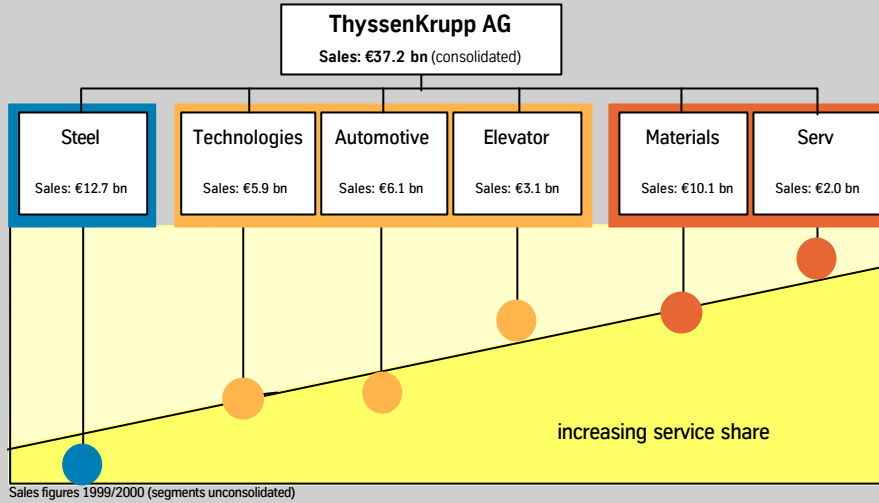 ThyssenKrupp AG
Sales: €37.2 bn (consolidated)
Steel
Sales: €12.7 bn
Technologies
Sales: €5.9 bn
Automotive
Sales: €6.1 bn
Elevator
Sales: €3.1 bn
Materials
Sales: €10.1 bn
Serv
Sales: €2.0 bn
increasing service share
Sales figures 1999/2000 (segments unconsolidated)